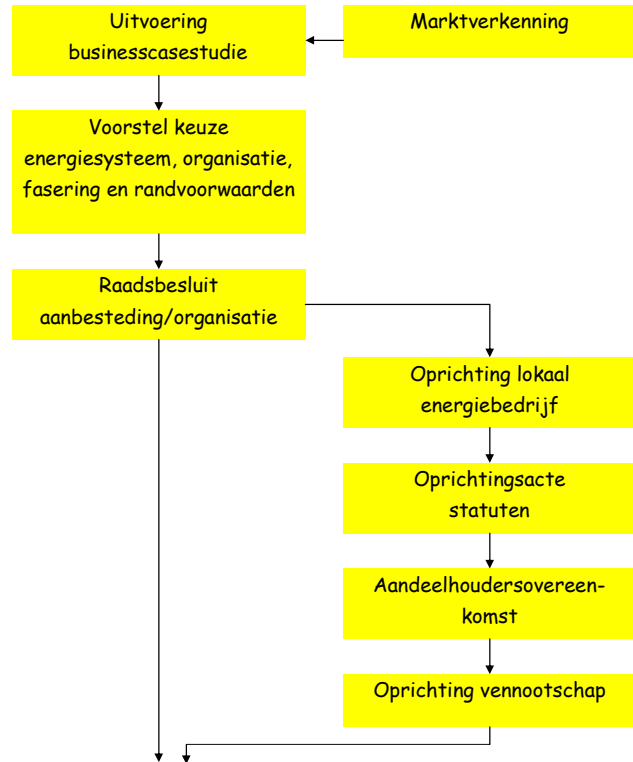 Uitvoering
businesscasestudie
Marktverkenning
Voorstel keuze
energiesysteem, organisatie,
fasering en randvoorwaarden
Raadsbesluit
aanbesteding/organisatie
Oprichting lokaal
energiebedrijf
Oprichtingsacte
statuten
Aandeelhoudersovereen-
komst
Oprichting vennootschap